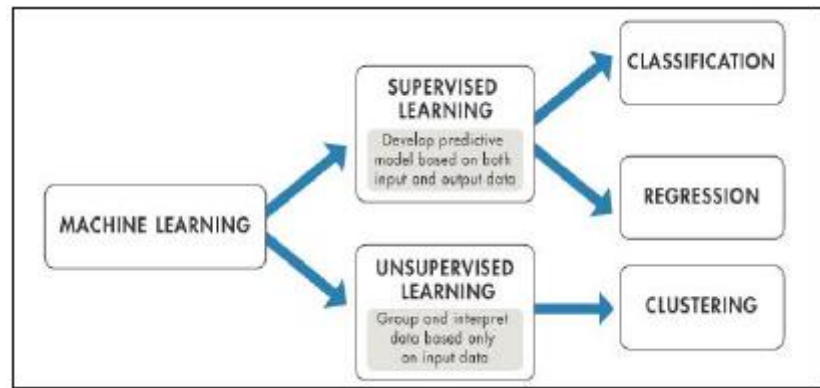 MACHINE LEARNING
SUPERVISED
LEARNING
Develop predictive
model based on both
input and output data
UNSUPERVISED
LEARNING
Group and interpret
data based only
on input data
CLASSIFICATION
REGRESSION
CLUSTERING